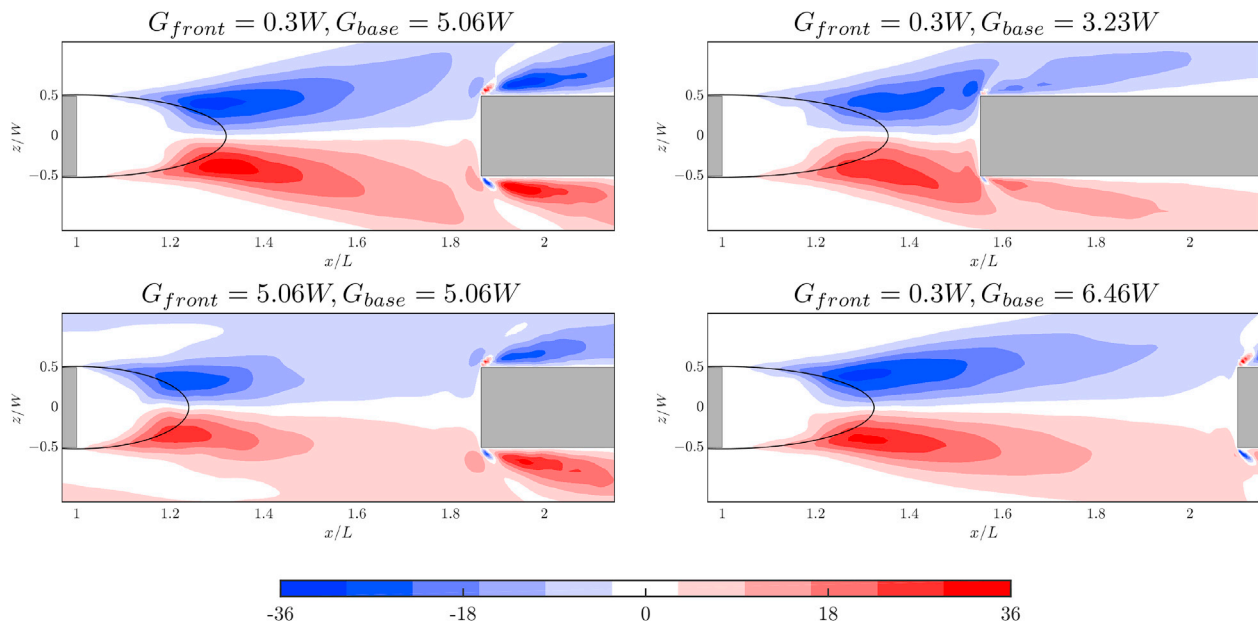 G_front = 0.3W, G_base = 5.06W
0.5
0
−0.5
z/W
1 1.2 1.4 1.6 1.8 2
x/L
G_front = 0.3W, G_base = 3.23W
0.5
0
−0.5
z/W
1 1.2 1.4 1.6 1.8 2
x/L
G_front = 5.06W, G_base = 5.06W
0.5
0
−0.5
z/W
1 1.2 1.4 1.6 1.8 2
x/L
G_front = 0.3W, G_base = 6.46W
0.5
0
−0.5
z/W
1 1.2 1.4 1.6 1.8 2
x/L
-36 -18 0 18 36